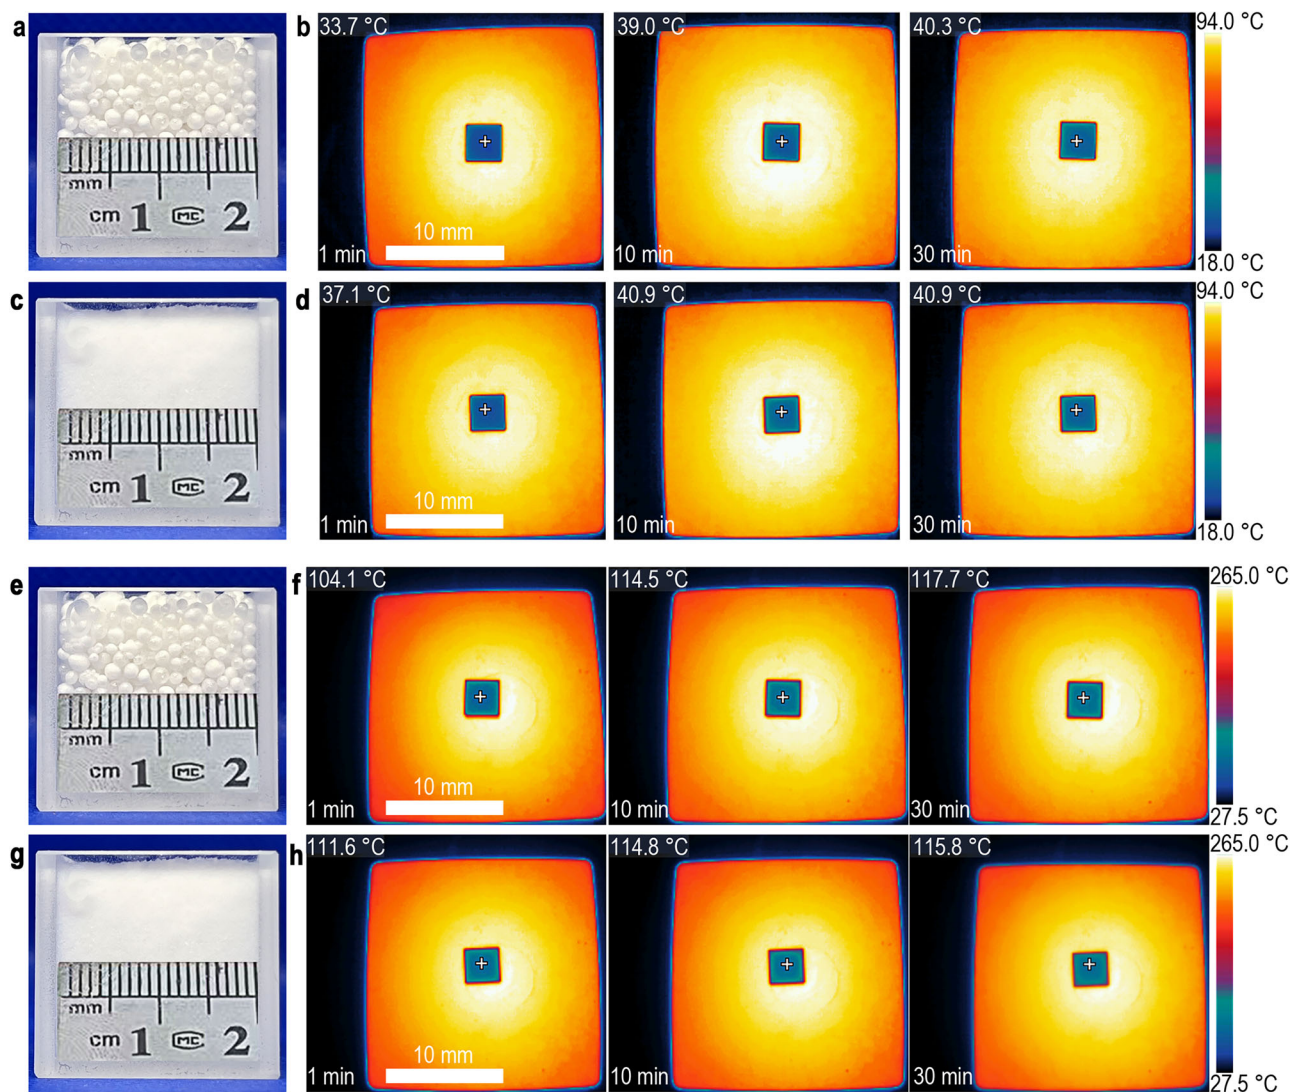 a
mm
cm 1 CMC 2
b
33.7 °C
10 mm
1 min
39.0 °C
10 min
40.3 °C
30 min
94.0 °C
18.0 °C
c
mm
cm 1 CMC 2
d
37.1 °C
10 mm
1 min
40.9 °C
10 min
40.9 °C
30 min
94.0 °C
18.0 °C
e
mm
cm 1 CMC 2
f
104.1 °C
10 mm
1 min
114.5 °C
10 min
117.7 °C
30 min
265.0 °C
27.5 °C
g
mm
cm 1 CMC 2
h
111.6 °C
10 mm
1 min
114.8 °C
10 min
115.8 °C
30 min
265.0 °C
27.5 °C